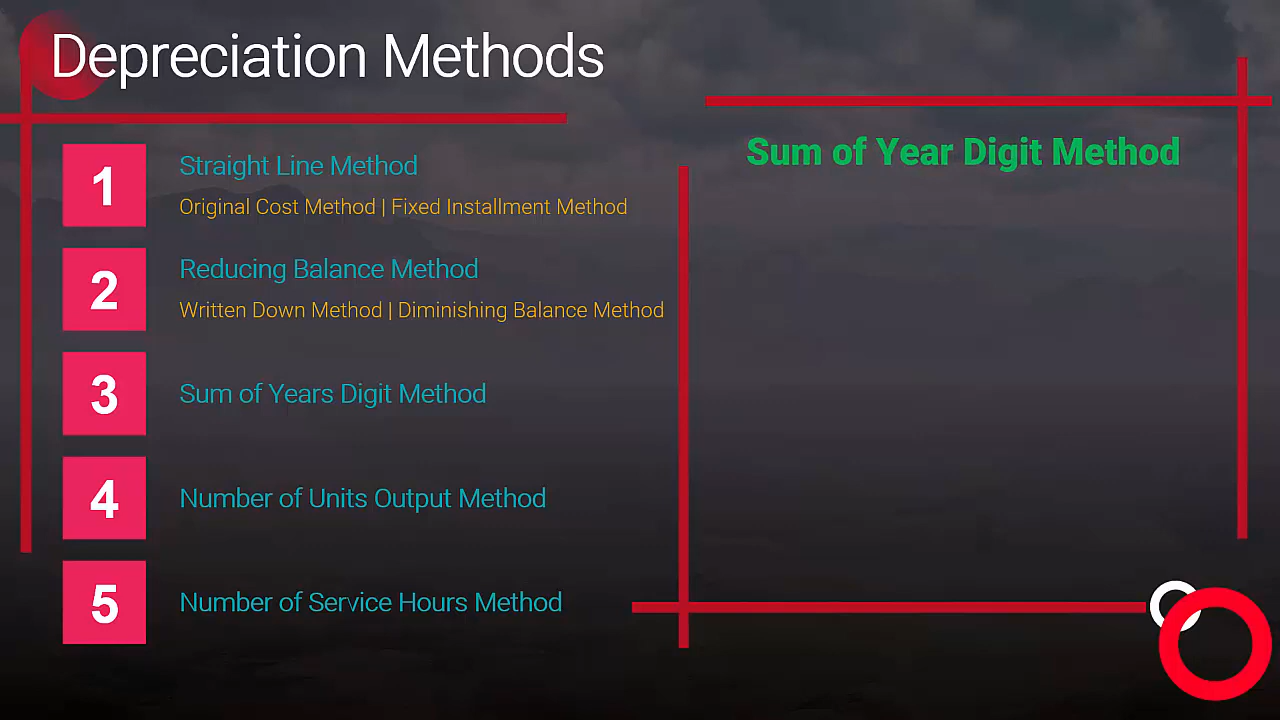 Depreciation Methods
1
Straight Line Method
Original Cost Method | Fixed Installment Method
2
Reducing Balance Method
Written Down Method | Diminishing Balance Method
3
Sum of Years Digit Method
4
Number of Units Output Method
5
Number of Service Hours Method
Sum of Year Digit Method